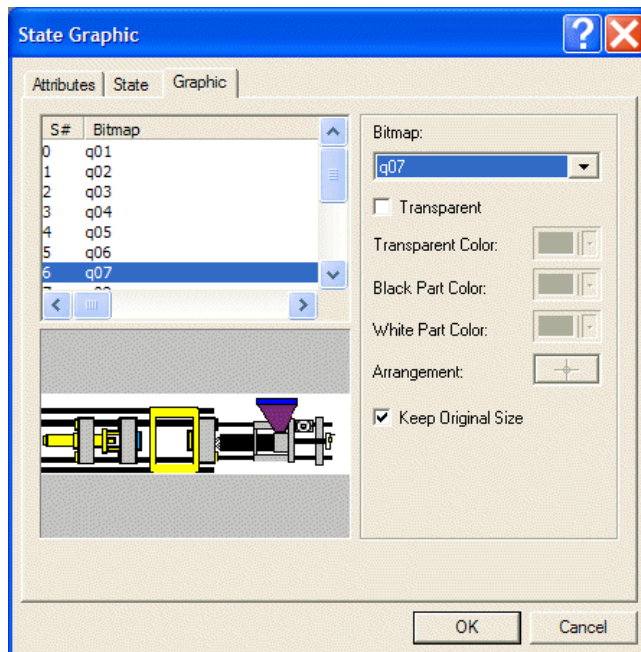 State Graphic
Attributes State Graphic
S# Bitmap
0 q01
1 q02
2 q03
3 q04
4 q05
5 q06
6 q07
Bitmap:
q07
Transparent
Transparent Color:
Black Part Color:
White Part Color:
Arrangement:
Keep Original Size
OK Cancel